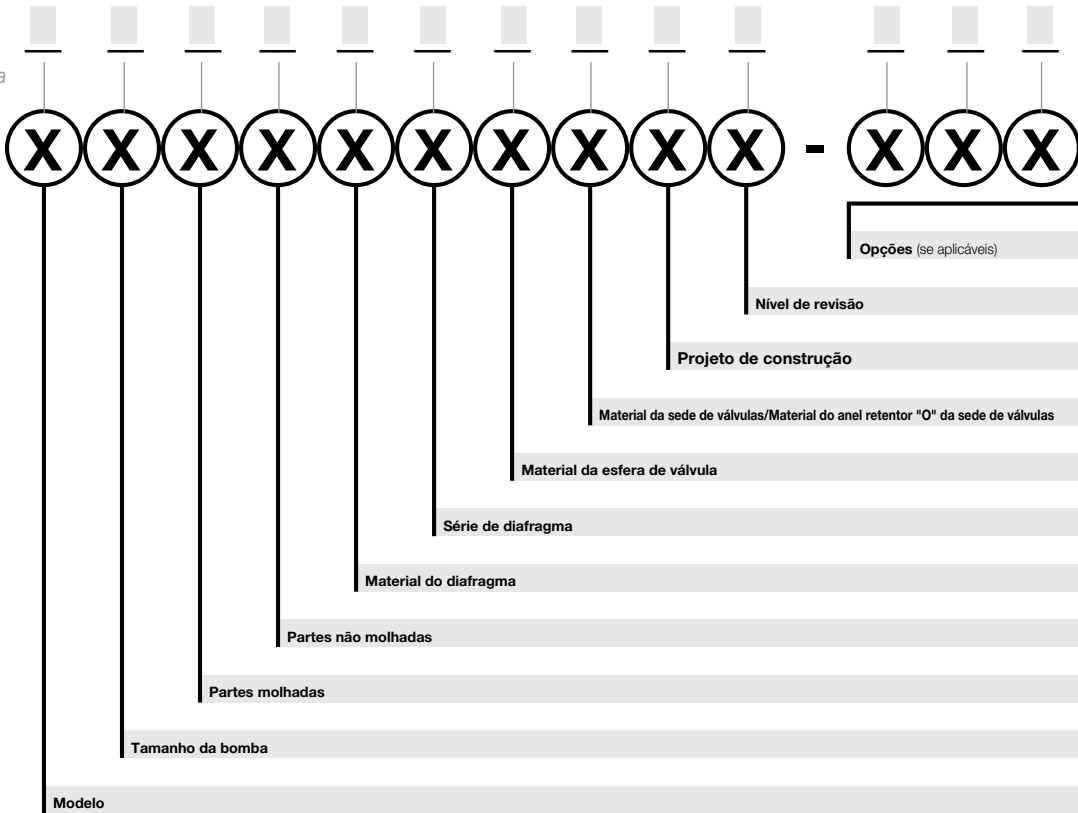 a
X X X X X X X X X X - X X X
Opções (se aplicáveis)
Nível de revisão
Projeto de construção
Material da sede de válvulas/Material do anel retentor "O" da sede de válvulas
Material da esfera de válvula
Série de diafragma
Material do diafragma
Partes não molhadas
Partes molhadas
Tamanho da bomba
Modelo